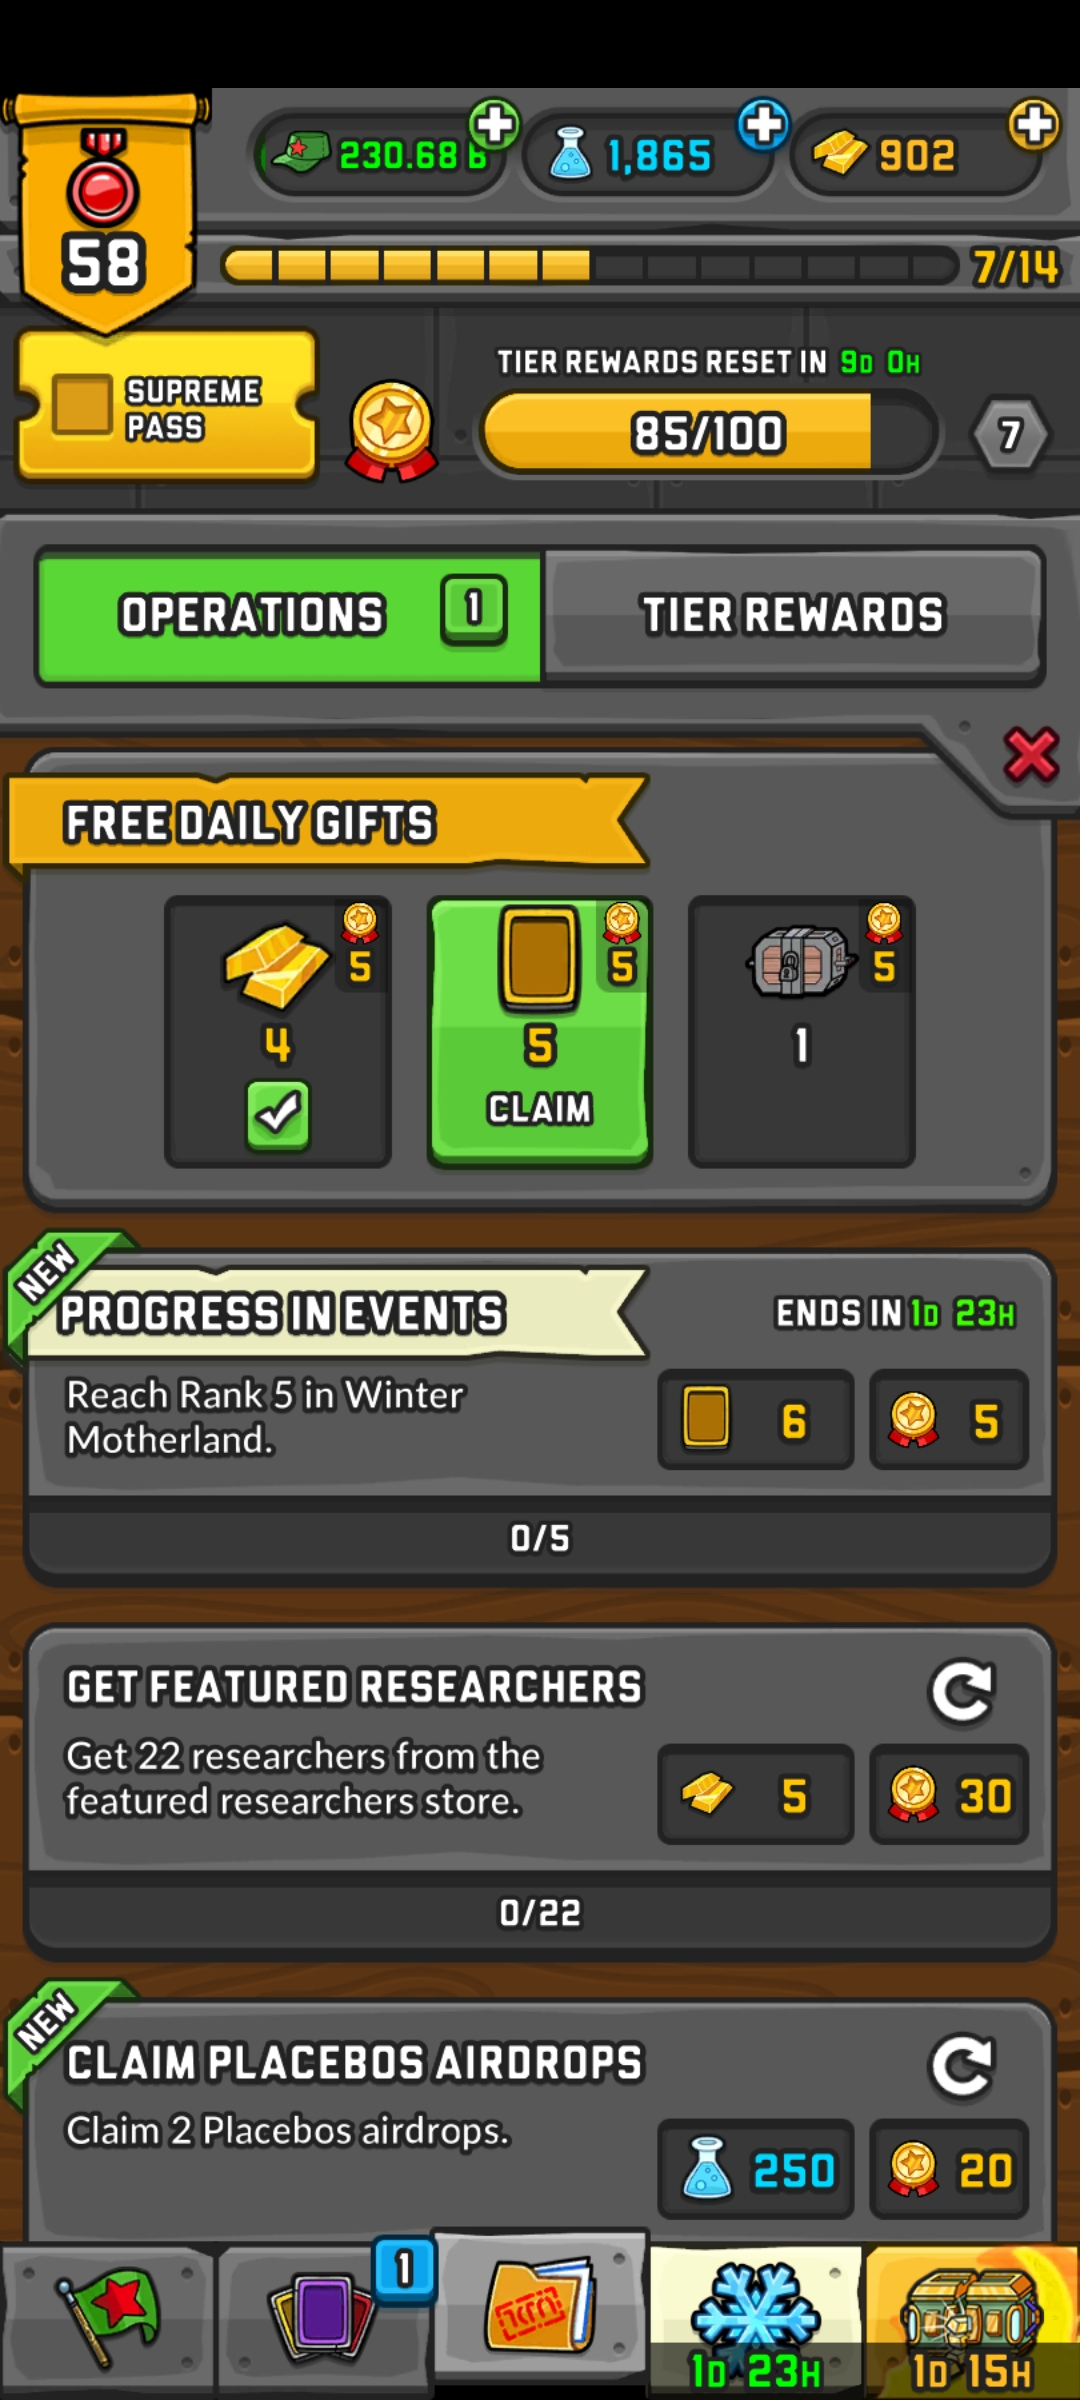 58
230.68 B
1,865
902
7/14
SUPREME
PASS
TIER REWARDS RESET IN 9D 0H
85/100
7
OPERATIONS 1
TIER REWARDS
FREE DAILY GIFTS
5
5
5
4
5
1
CLAIM
NEW
PROGRESS IN EVENTS
ENDS IN 1D 23H
Reach Rank 5 in Winter
Motherland.
6
5
0/5
GET FEATURED RESEARCHERS
Get 22 researchers from the
featured researchers store.
5
30
0/22
NEW
CLAIM PLACEBOS AIRDROPS
Claim 2 Placebos airdrops.
250
20
1
1D 23H
1D 15H